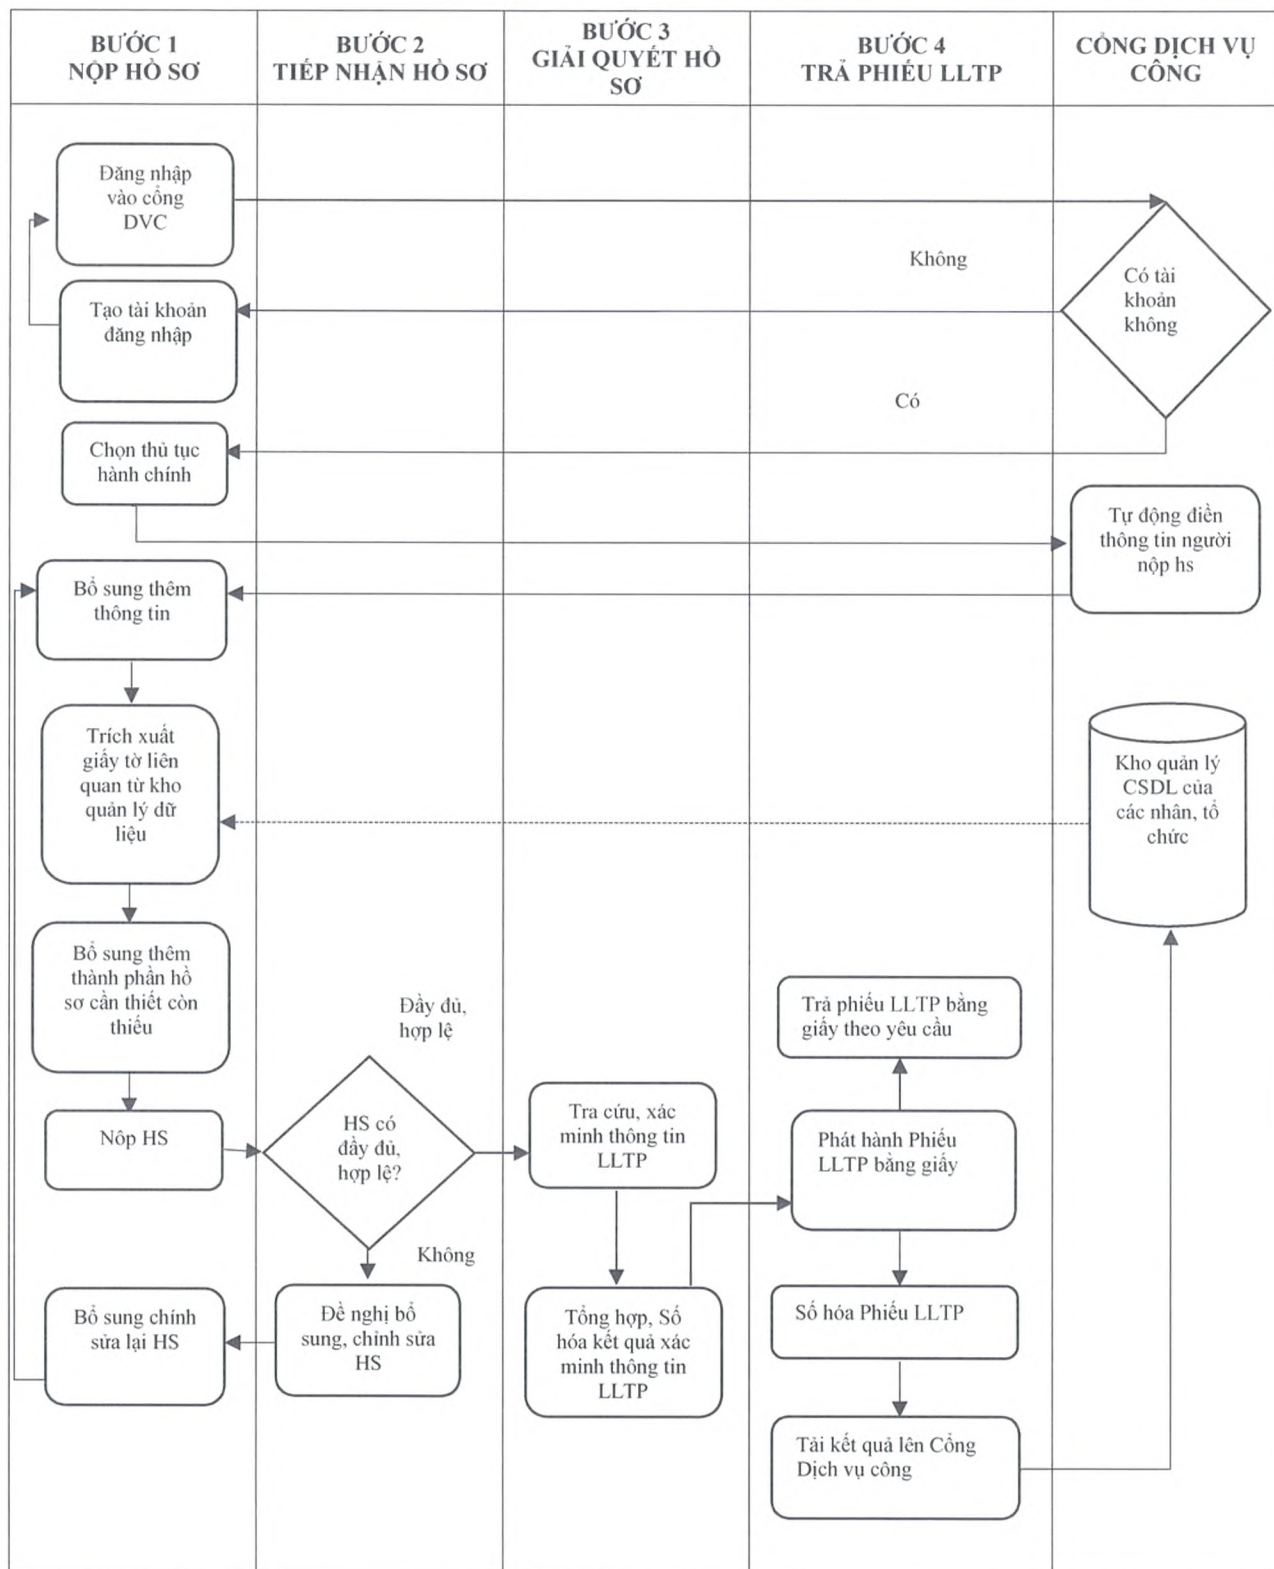 BƯỚC 1
NỘP HỒ SƠ
BƯỚC 2
TIẾP NHẬN HỒ SƠ
BƯỚC 3
GIẢI QUYẾT HỒ
SƠ
BƯỚC 4
TRẢ PHIẾU LLTP
CỔNG DỊCH VỤ
CÔNG
Đăng nhập
vào cổng
DVC
Không
Có tài
khoản
không
Tạo tài khoản
đăng nhập
Có
Chọn thủ tục
hành chính
Tự động điền
thông tin người
nộp hs
Bổ sung thêm
thông tin
Trích xuất
giấy tờ liên
quan từ kho
quản lý dữ
liệu
Kho quản lý
CSDL của
các nhân, tổ
chức
Bổ sung thêm
thành phần hồ
sơ cần thiết còn
thiếu
Đầy đủ,
hợp lệ
Trả phiếu LLTP bằng
giấy theo yêu cầu
Nôp HS
HS có
đầy đủ,
hợp lệ?
Tra cứu, xác
minh thông tin
LLTP
Phát hành Phiếu
LLTP bằng giấy
Không
Bổ sung chính
sửa lại HS
Đề nghị bổ
sung, chỉnh sửa
HS
Tổng hợp, Số
hóa kết quả xác
minh thông tin
LLTP
Số hóa Phiếu LLTP
Tải kết quả lên Cổng
Dịch vụ công